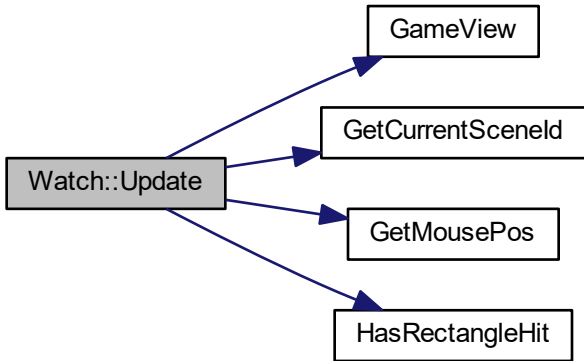 GameView
GetCurrentSceneId
Watch::Update
GetMousePos
HasRectangleHit